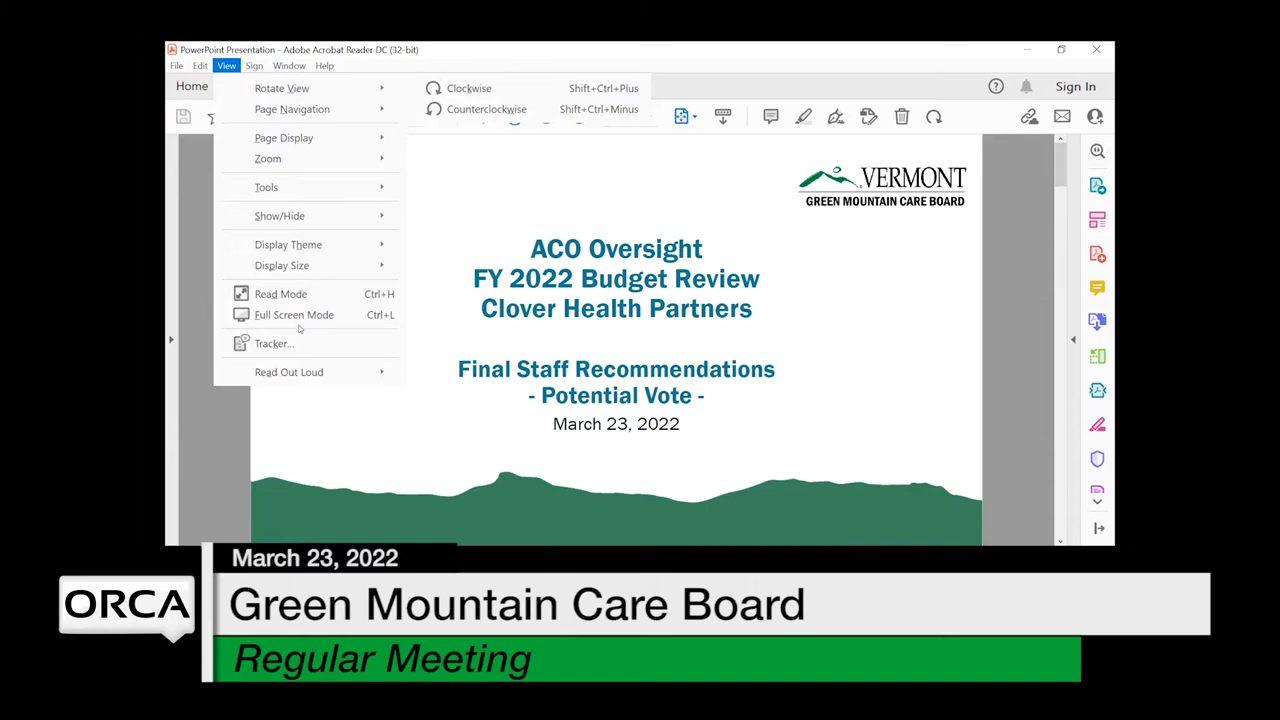 PowerPoint Presentation - Adobe Acrobat Reader DC (32-bit)
File Edit View Sign Window Help
Home
Sign In
Rotate View
Page Navigation
Page Display
Zoom
Tools
Show/Hide
Display Theme
Display Size
Read Mode Ctrl+H
Full Screen Mode Ctrl+L
Tracker...
Read Out Loud
Clockwise Shift+Ctrl+Plus
Counterclockwise Shift+Ctrl+Minus
VERMONT
GREEN MOUNTAIN CARE BOARD
ACO Oversight
FY 2022 Budget Review
Clover Health Partners
Final Staff Recommendations
- Potential Vote -
March 23, 2022
March 23, 2022
ORCA
Green Mountain Care Board
Regular Meeting